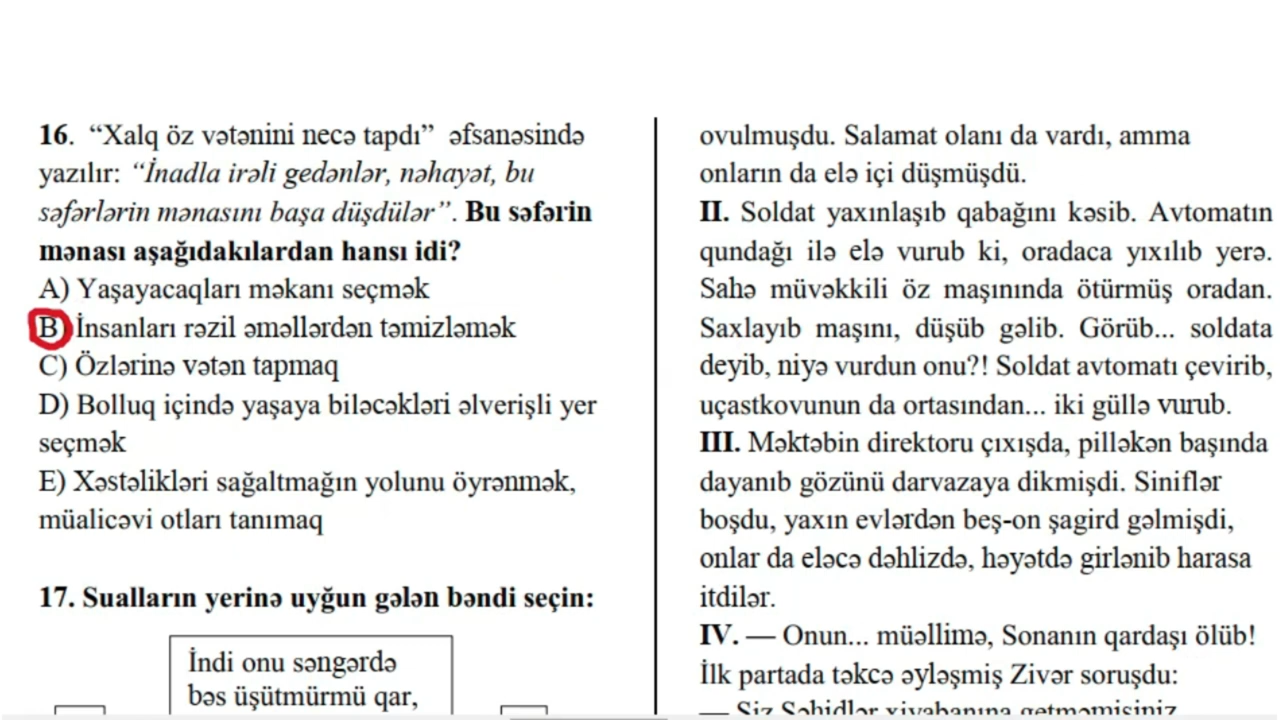 16. “Xalq öz vətənini necə tapdı” əfsanəsində
yazılır: “İnadla irəli gedənlər, nəhayət, bu
səfərlərin mənasını başa düşdülər”. Bu səfərin
mənası aşağıdakılardan hansı idi?
A) Yaşayacaqları məkanı seçmək
B) İnsanları rəzil əməllərdən təmizləmək
C) Özlərinə vətən tapmaq
D) Bolluq içində yaşaya biləcəkləri əlverişli yer
seçmək
E) Xəstəlikləri sağaltmağın yolunu öyrənmək,
müalicəvi otları tanımaq
17. Sualların yerinə uyğun gələn bəndi seçin:
İndi onu səngərdə
bəs üşütmürmü qar,
ovulmuşdu. Salamat olanı da vardı, amma
onların da elə içi düşmüşdü.
II. Soldat yaxınlaşıb qabağını kəsib. Avtomatın
qundağı ilə elə vurub ki, oradaca yıxılıb yerə.
Sahə müvəkkili öz maşınında ötürmüş oradan.
Saxlayıb maşını, düşüb gəlib. Görüb... soldata
deyib, niyə vurdun onu?! Soldat avtomatı çevirib,
uçastkovunun da ortasından... iki güllə vurub.
III. Məktəbin direktoru çıxışda, pilləkən başında
dayanıb gözünü darvazaya dikmişdi. Siniflər
boşdu, yaxın evlərdən beş-on şagird gəlmişdi,
onlar da eləcə dəhlizdə, həyətdə girlənib harasa
itdilər.
IV. — Onun... müəllimə, Sonanın qardaşı ölüb!
İlk partada təkcə əyləşmiş Zivər soruşdu:
— Siz Şəhidlər xiyabanına getməmisiniz